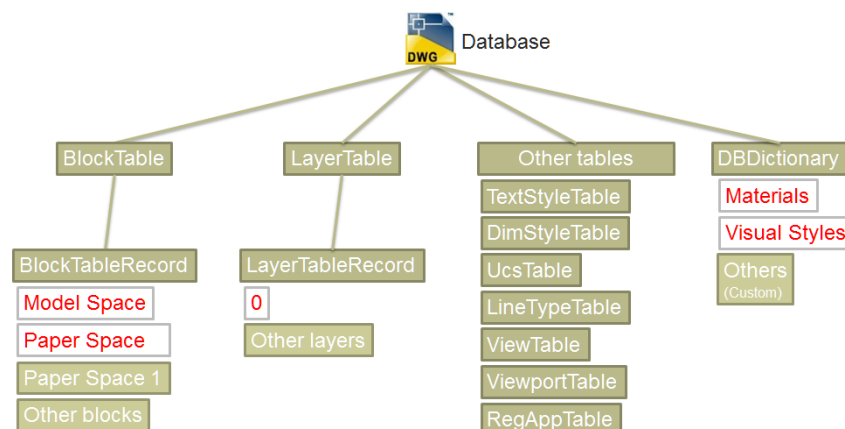 DWG
Database
BlockTable
LayerTable
Other tables
DBDictionary
BlockTableRecord
Model Space
Paper Space
Paper Space 1
Other blocks
LayerTableRecord
0
Other layers
TextStyleTable
DimStyleTable
UcsTable
LineTypeTable
ViewTable
ViewportTable
RegAppTable
Materials
Visual Styles
Others
(Custom)